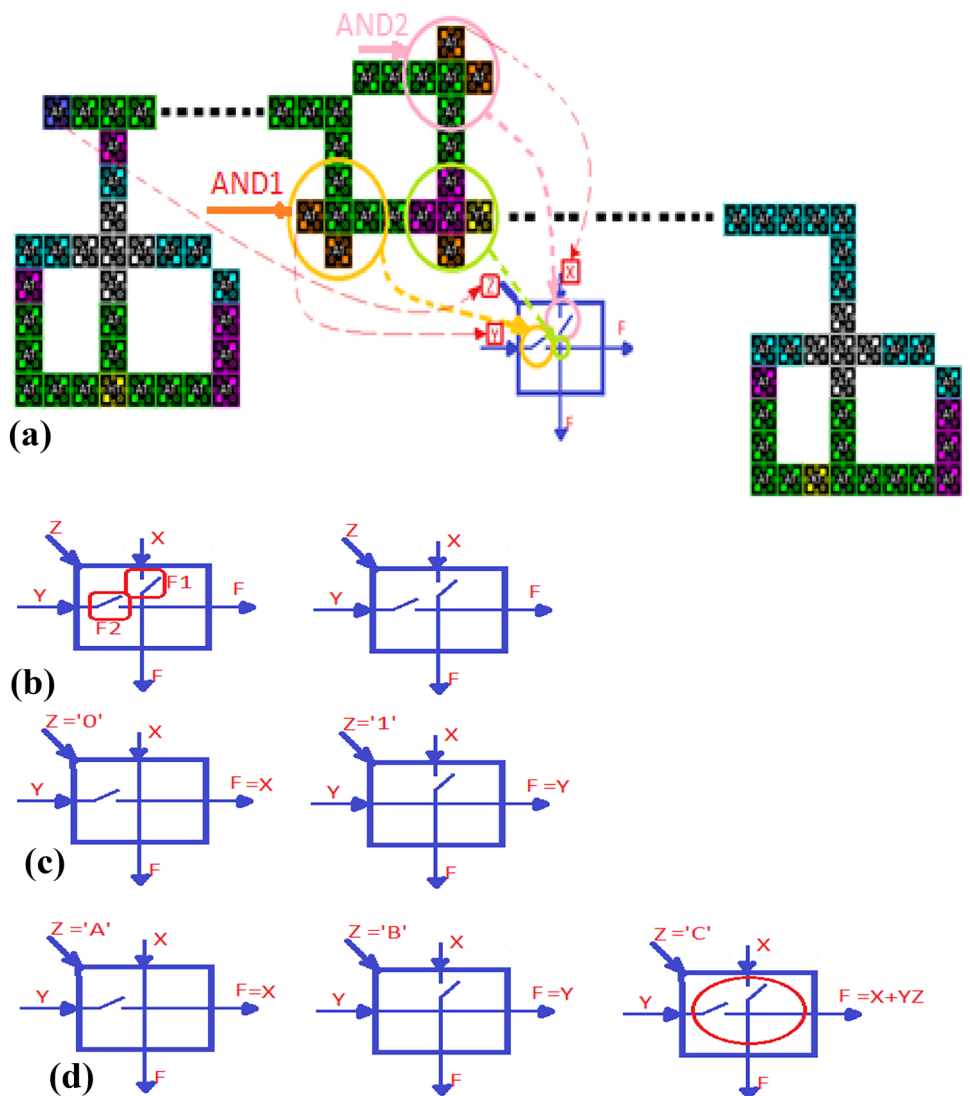 AND2
AND1
X
Z
Y
F
F
(a)
Z X Z X
Y F1 F Y F
F2
F F
(b)
Z ='0' X Z ='1' X
Y F =X Y F =Y
F F
(c)
Z ='A' X Z ='B' X Z ='C' X
Y F=X Y F =Y Y F =X+YZ
F F F
(d)